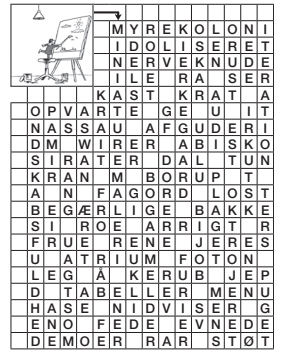 MYREKOLONI
IDOLISERET
NERVEKNUDE
ILE RA SER
KAST KRAT A
OPVARTE GE U IT
NASSAU AFGUDERI
DM WIRER ABISKO
SIRATER DAL TUN
KRAN M BORUP T
A N FAGORD LOST
BEGÆRLIGE BAKKE
SI ROE ARRIGT R
FRUE RENE JERES
U ATRIUM FOTON
LEG Å KERUB JEP
D TABELLER MENU
HASE NIDVISER G
ENO FEDE EVNEDE
DEMOER RAR STØT